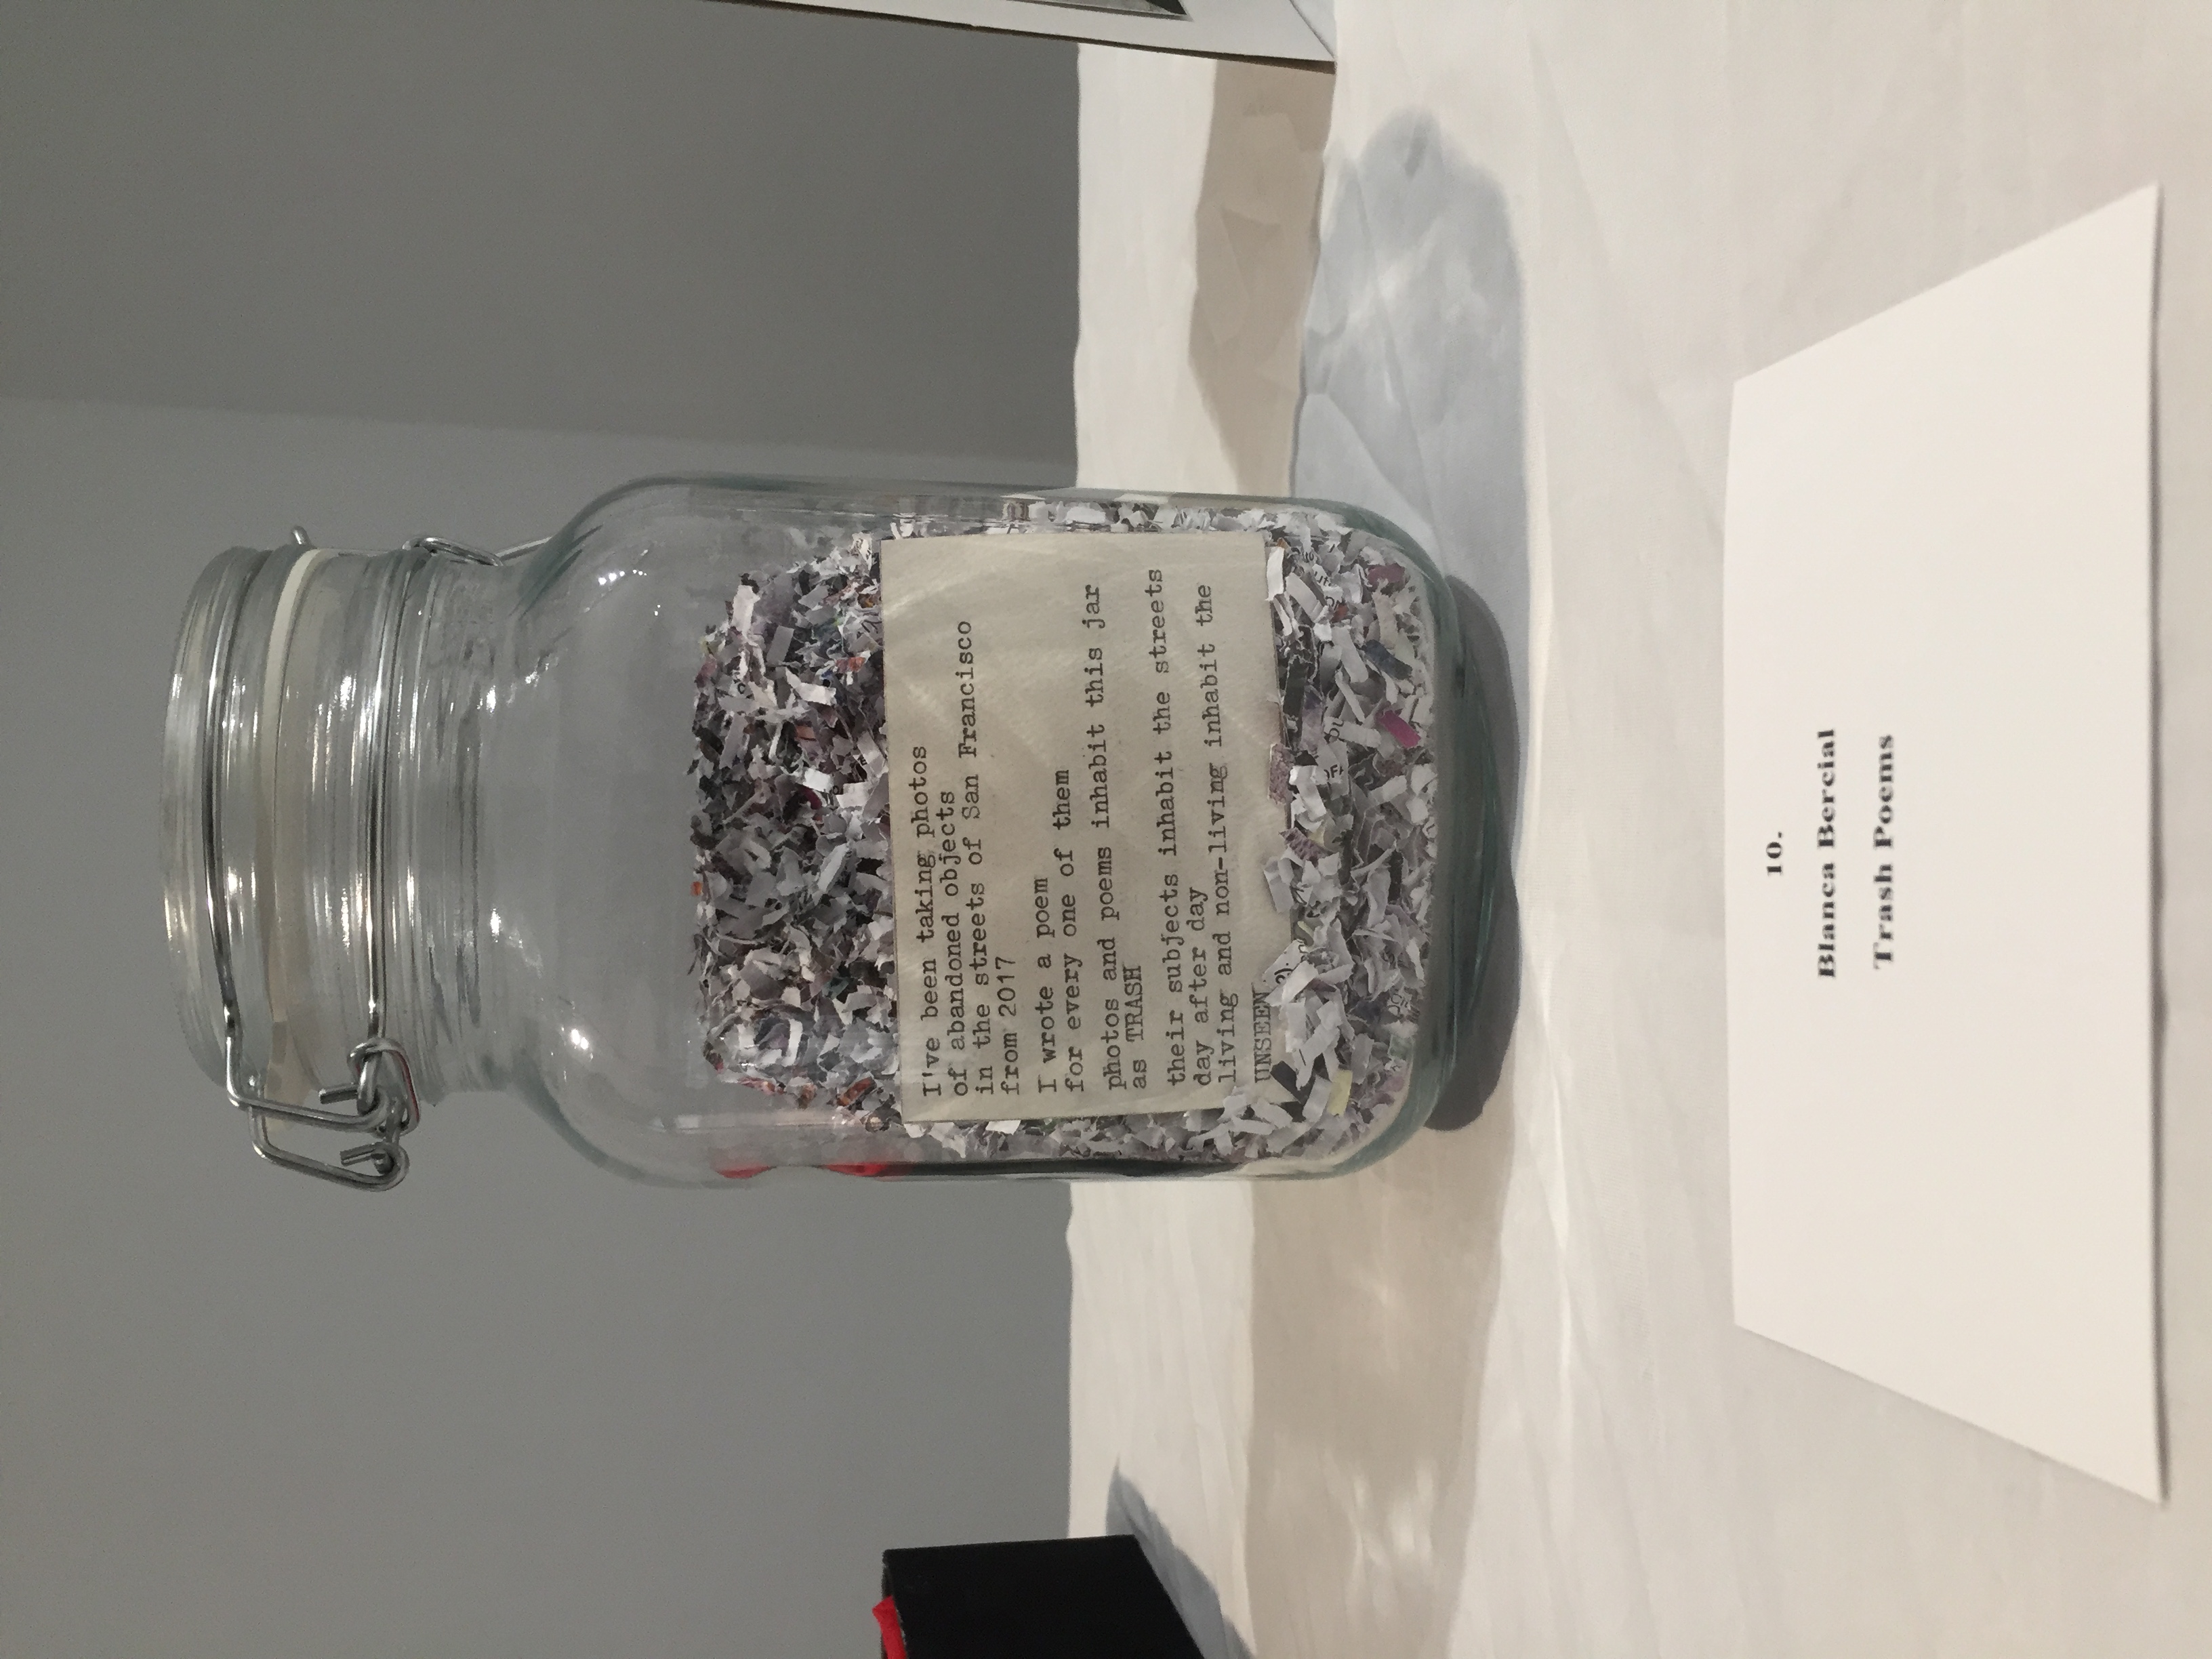 I've been taking photos
of abandoned objects
in the streets of San Francisco
from 2017
I wrote a poem
for every one of them
photos and poems inhabit this jar
as TRASH
their subjects inhabit the streets
day after day
living and non-living inhabit the
UNSEEN
10.
Blanca Bercial
Trash Poems